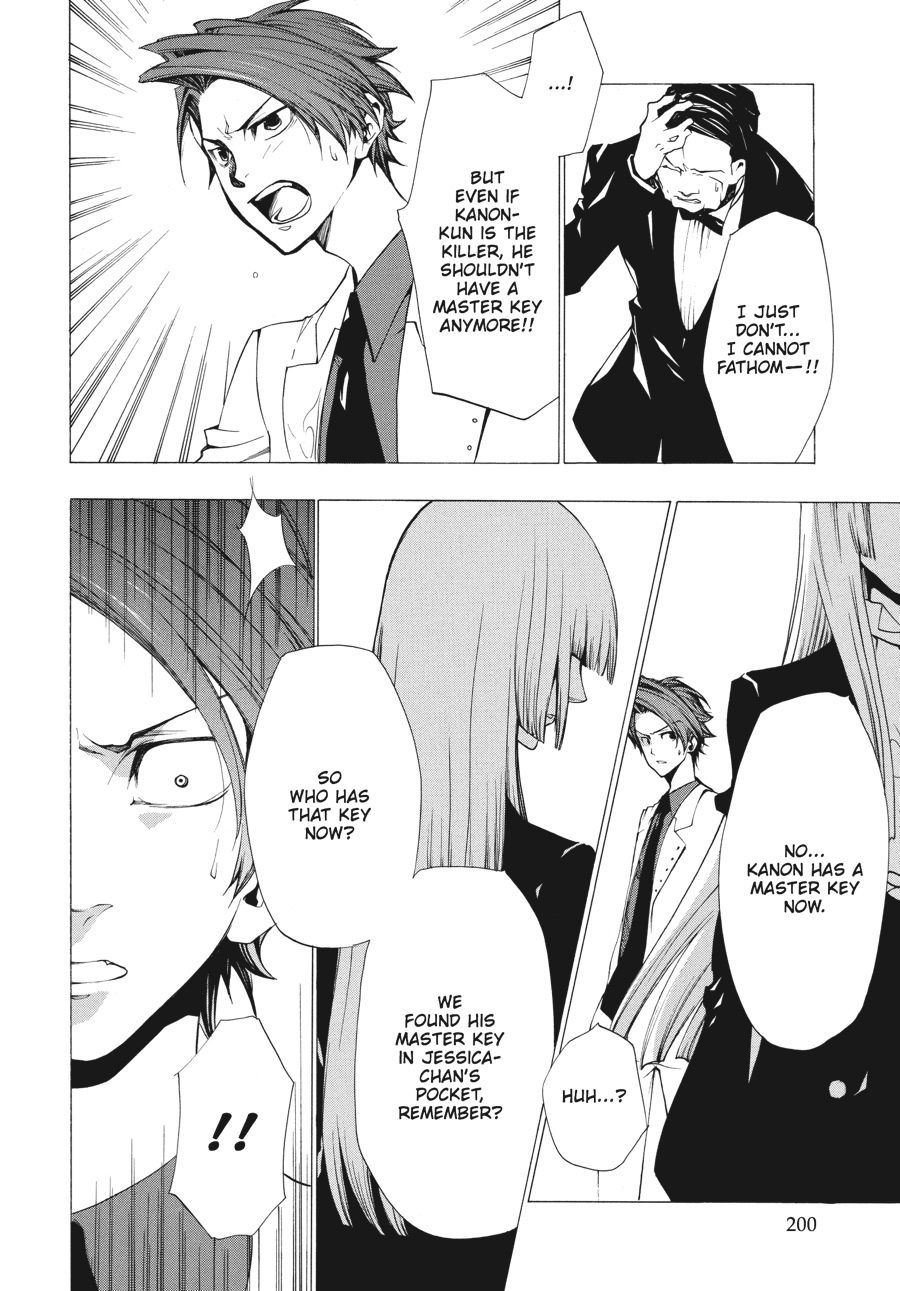 I JUST
DON'T...
I CANNOT
FATHOM—!!
...!
BUT
EVEN IF
KANON-
KUN IS THE
KILLER, HE
SHOULDN'T
HAVE A
MASTER KEY
ANYMORE!!
NO...
KANON HAS A
MASTER KEY
NOW.
HUH...?
WE
FOUND HIS
MASTER KEY
IN JESSICA-
CHAN'S
POCKET,
REMEMBER?
SO
WHO HAS
THAT KEY
NOW?
!!
200